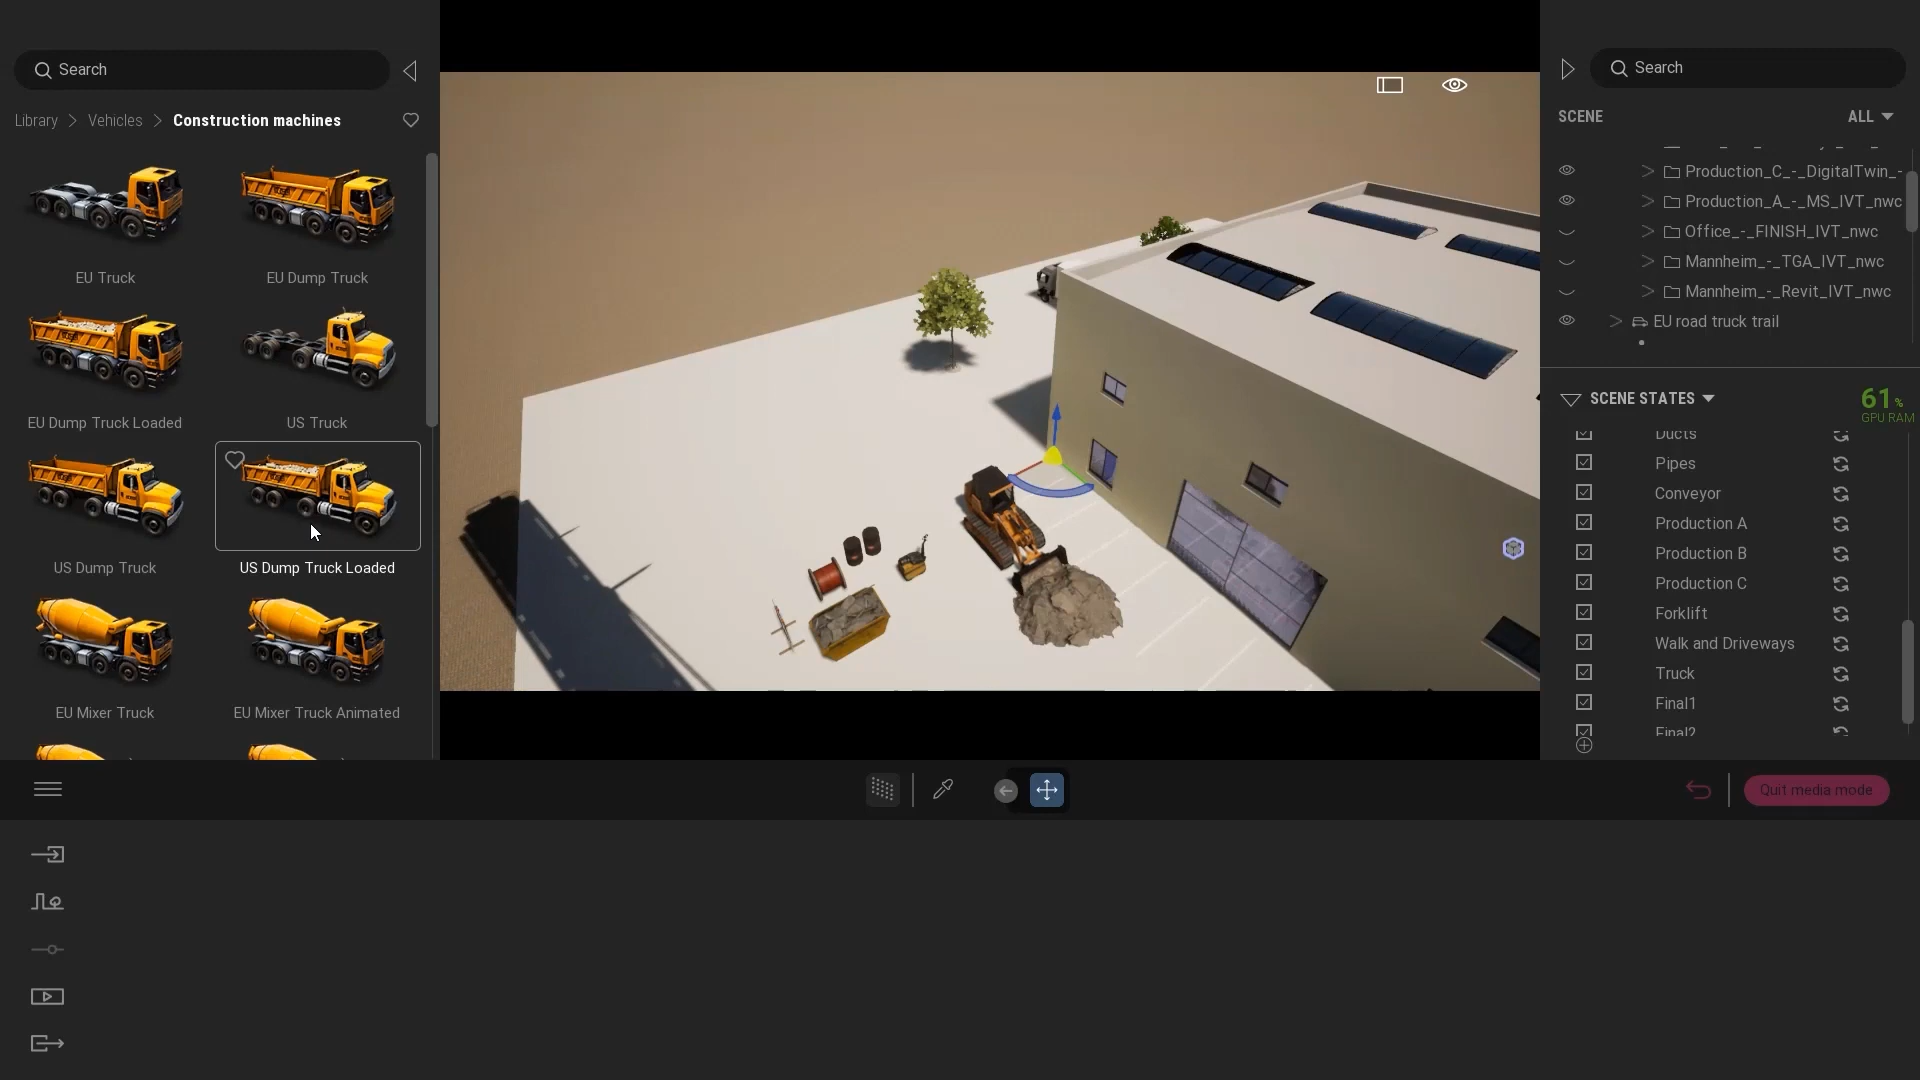 Search
Library > Vehicles > Construction machines
EU Truck
EU Dump Truck
EU Dump Truck Loaded
US Truck
US Dump Truck
US Dump Truck Loaded
EU Mixer Truck
EU Mixer Truck Animated
Search
SCENE
ALL
Production_C_-_DigitalTwin_-
Production_A_-_MS_IVT_nwc
Office_-_FINISH_IVT_nwc
Mannheim_-_TGA_IVT_nwc
Mannheim_-_Revit_IVT_nwc
EU road truck trail
SCENE STATES
61%
GPU RAM
Ducts
Pipes
Conveyor
Production A
Production B
Production C
Forklift
Walk and Driveways
Truck
Final1
Final2
Quit media mode